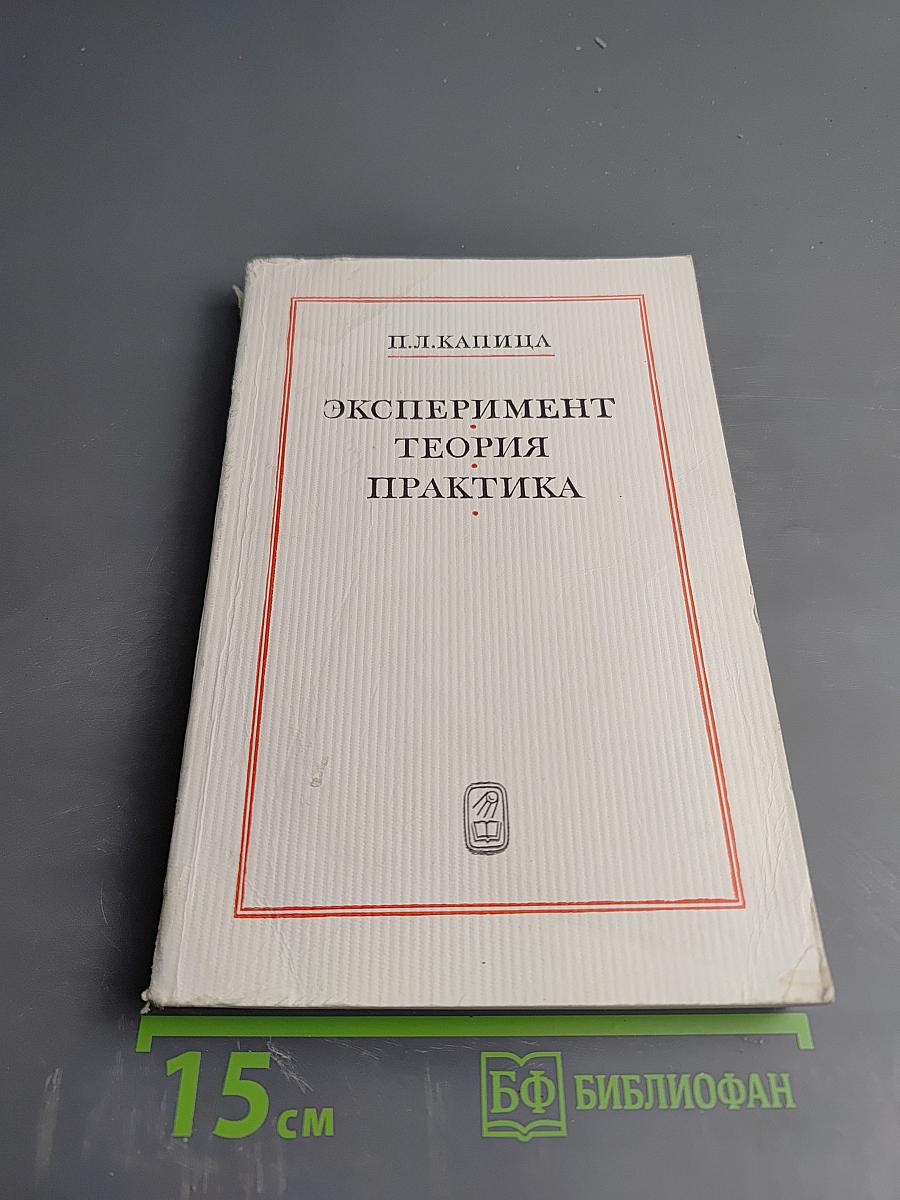 П.Л.КАПИЦА
ЭКСПЕРИМЕНТ
ТЕОРИЯ
ПРАКТИКА
15 см
БФ БИБЛИОФАН